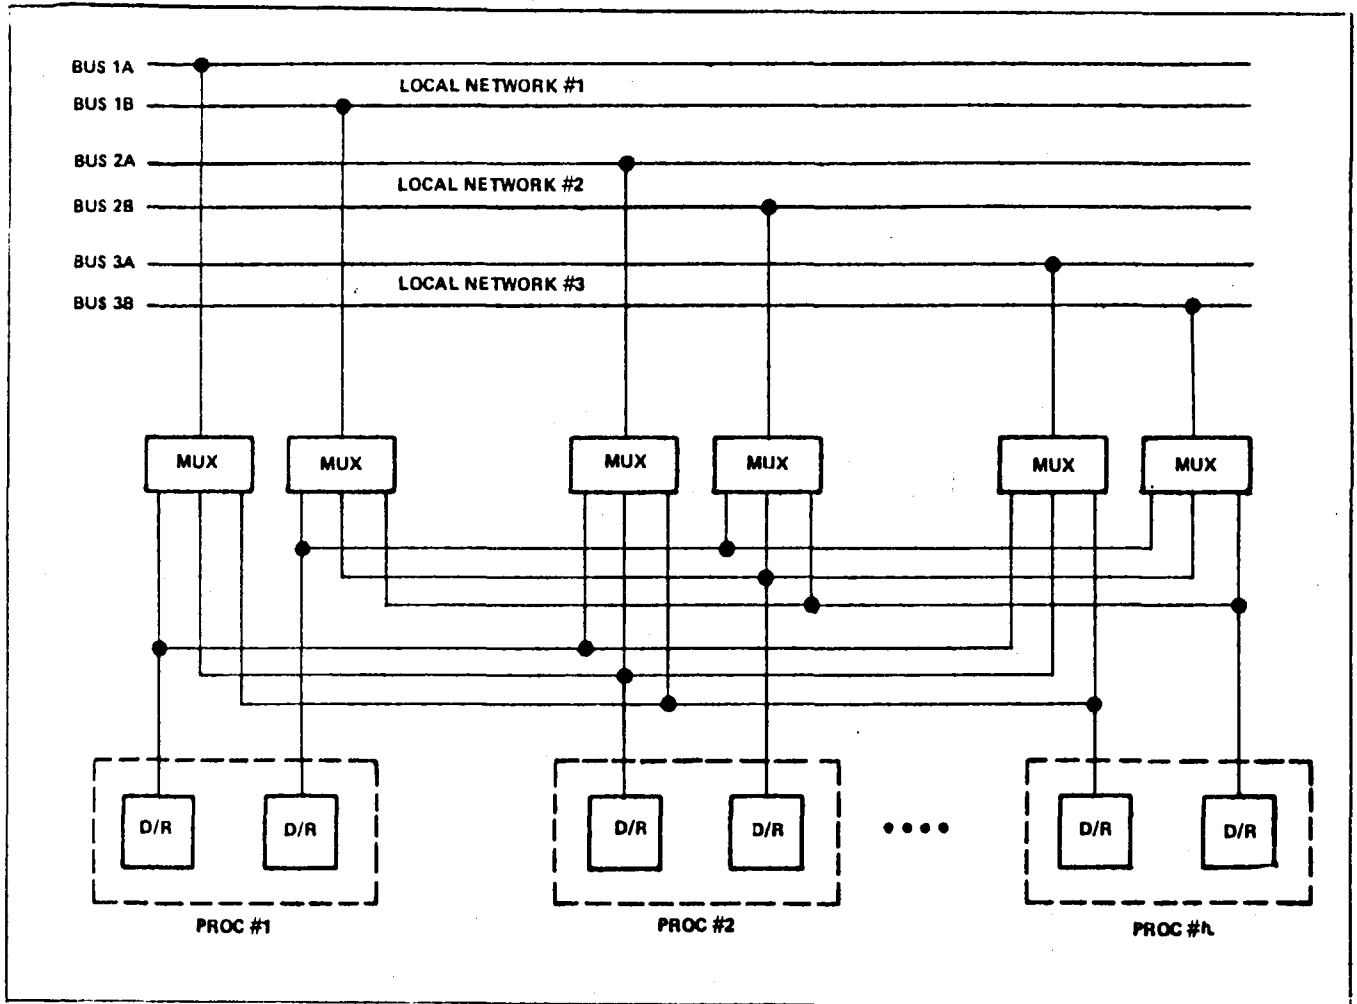 BUS 1A
LOCAL NETWORK #1
BUS 1B
BUS 2A
LOCAL NETWORK #2
BUS 2B
BUS 3A
LOCAL NETWORK #3
BUS 3B
MUX MUX MUX MUX MUX MUX
D/R D/R D/R D/R D/R D/R
PROC #1 PROC #2 PROC #n